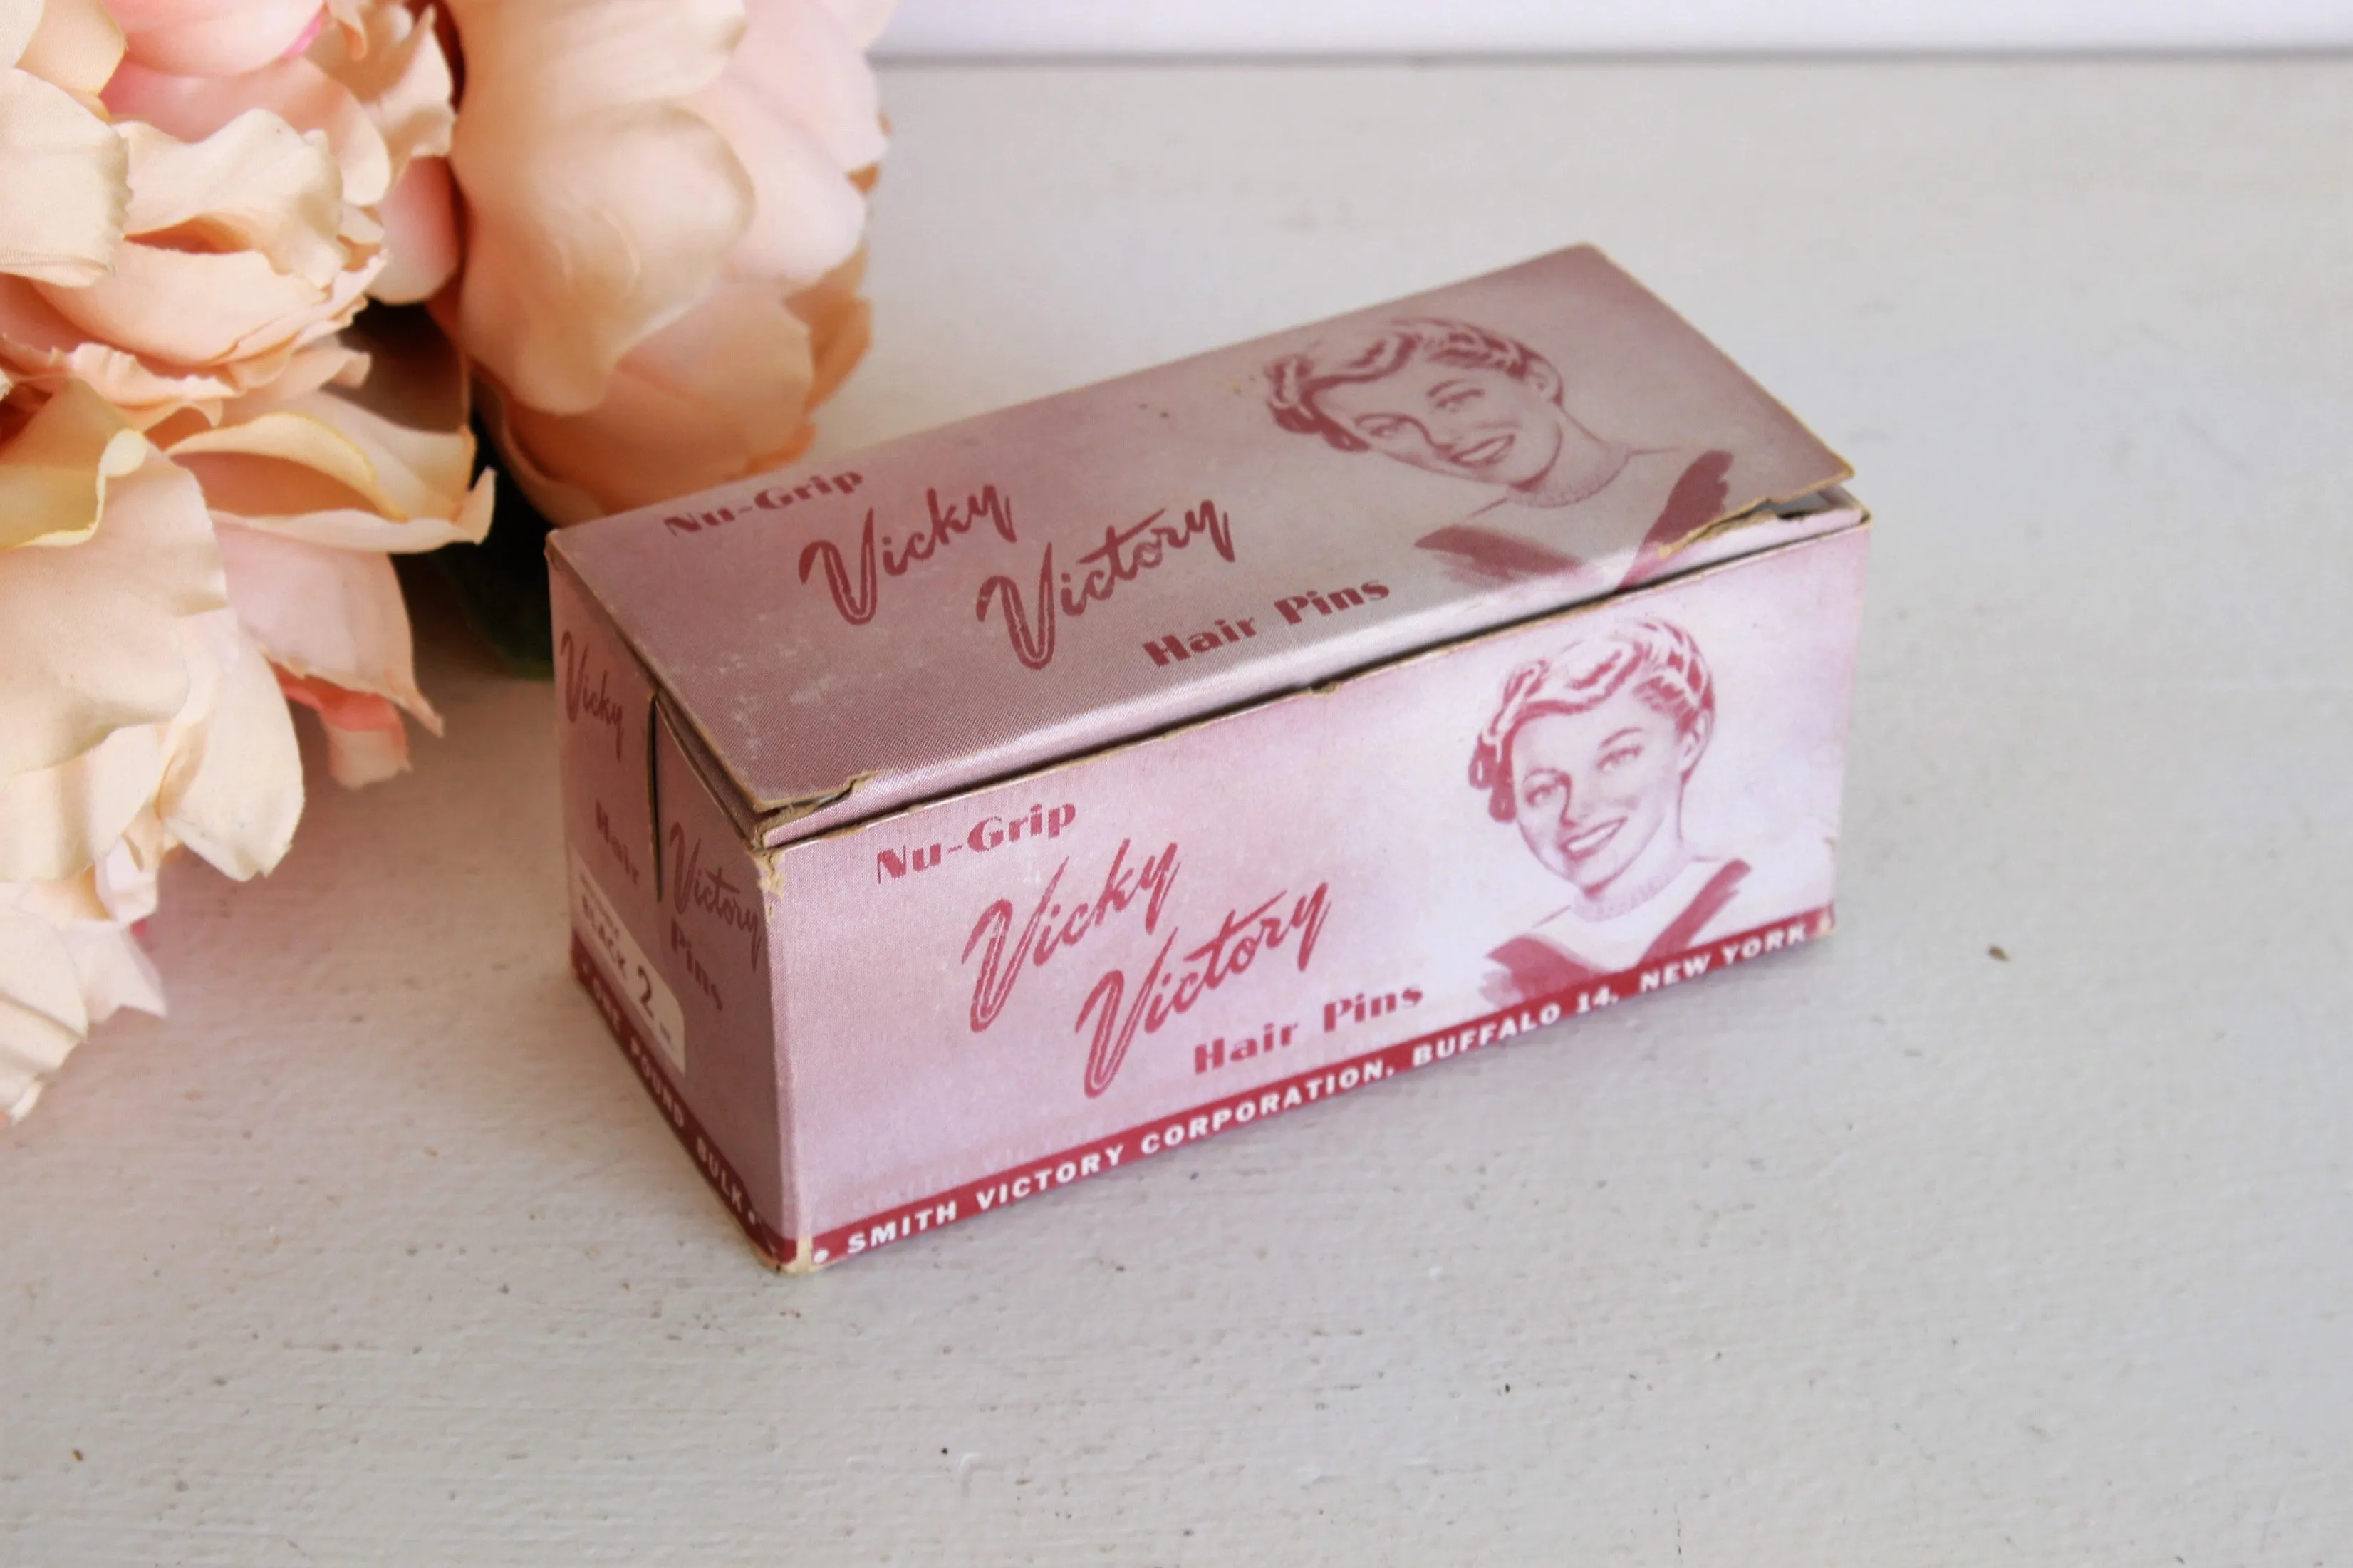 Nu-Grip
Vicky
Victory
Hair Pins
Nu-Grip
Vicky
Victory
Hair Pins
• SMITH VICTORY CORPORATION, BUFFALO 14, NEW YORK •
Vicky
Victory
Hair Pins
BLACK 2
• ONE POUND BULK •